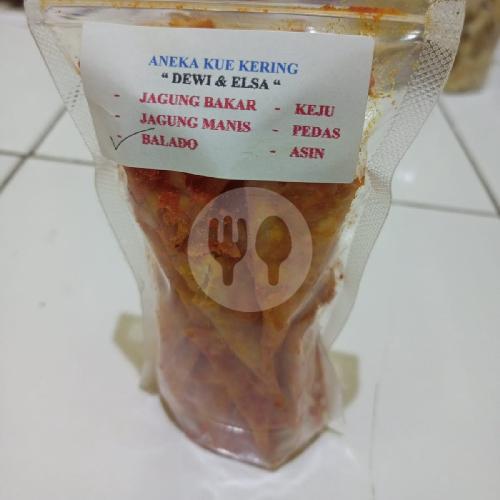 ANEKA KUE KERING
" DEWI & ELSA "
- JAGUNG BAKAR - KEJU
- JAGUNG MANIS - PEDAS
- BALADO - ASIN